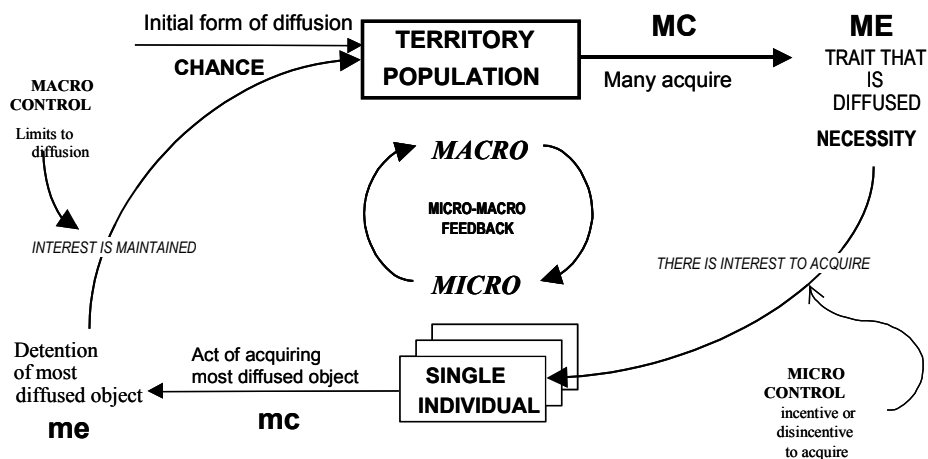 Initial form of diffusion
CHANCE
TERRITORY
POPULATION
MC
Many acquire
ME
TRAIT THAT
IS
DIFFUSED
NECESSITY
MACRO
CONTROL
Limits to
diffusion
MACRO
MICRO-MACRO
FEEDBACK
MICRO
INTEREST IS MAINTAINED
THERE IS INTEREST TO ACQUIRE
Detention
of most
diffused object
me
Act of acquiring
most diffused object
mc
SINGLE
INDIVIDUAL
MICRO
CONTROL
incentive or
disincentive
to acquire